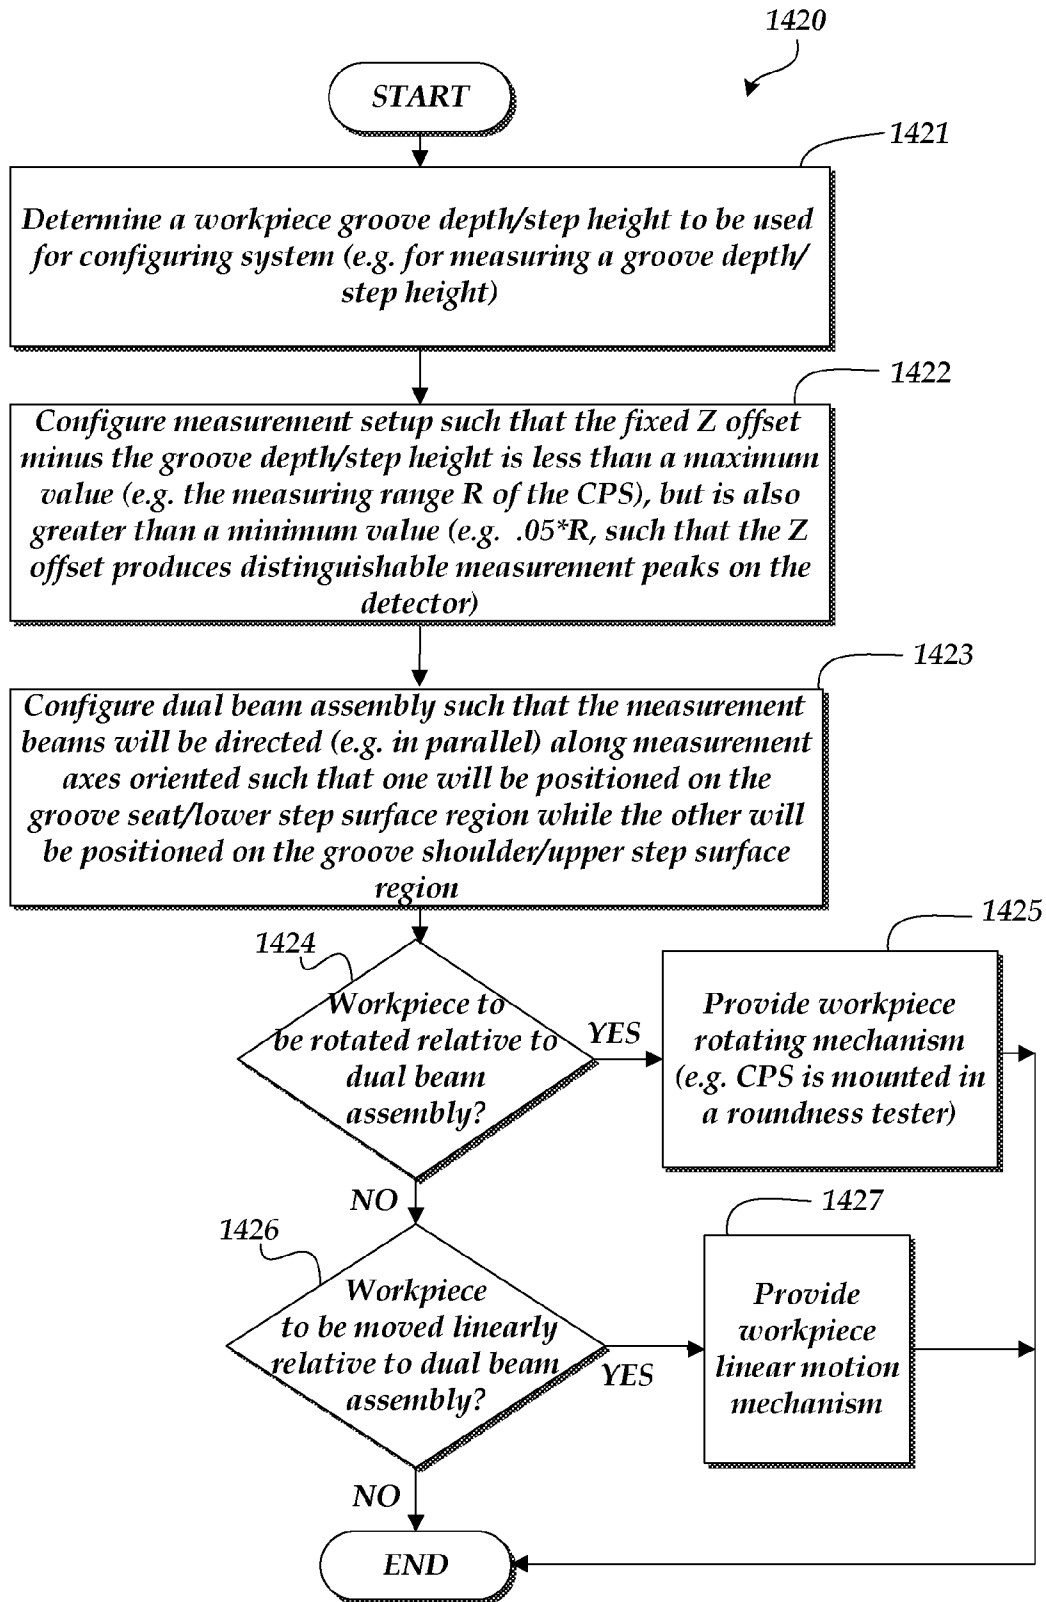 1420
START
1421
Determine a workpiece groove depth/step height to be used
for configuring system (e.g. for measuring a groove depth/
step height)
1422
Configure measurement setup such that the fixed Z offset
minus the groove depth/step height is less than a maximum
value (e.g. the measuring range R of the CPS), but is also
greater than a minimum value (e.g. .05*R, such that the Z
offset produces distinguishable measurement peaks on the
detector)
1423
Configure dual beam assembly such that the measurement
beams will be directed (e.g. in parallel) along measurement
axes oriented such that one will be positioned on the
groove seat/lower step surface region while the other will
be positioned on the groove shoulder/upper step surface
region
1424
Workpiece to
be rotated relative to
dual beam
assembly?
YES
1425
Provide workpiece
rotating mechanism
(e.g. CPS is mounted in
a roundness tester)
NO
1426
Workpiece
to be moved linearly
relative to dual beam
assembly?
YES
1427
Provide
workpiece
linear motion
mechanism
NO
END